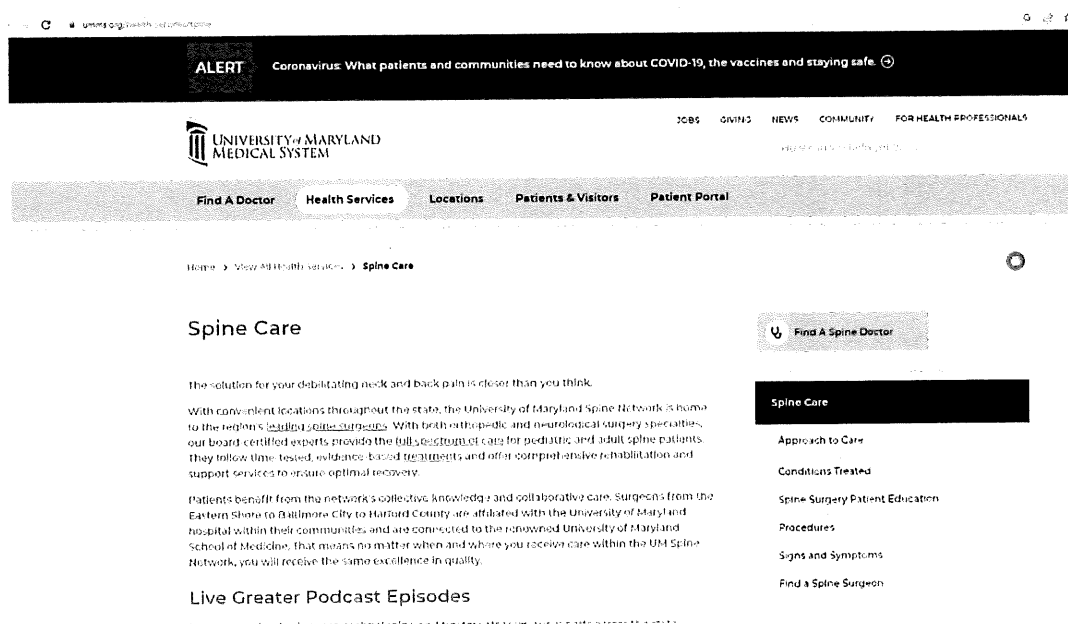 ALERT Coronavirus: What patients and communities need to know about COVID-19, the vaccines and staying safe.
JOBS GIVING NEWS COMMUNITY FOR HEALTH PROFESSIONALS
UNIVERSITY of MARYLAND
MEDICAL SYSTEM
Find A Doctor Health Services Locations Patients & Visitors Patient Portal
Home > View All Health Services > Spine Care
Spine Care
Find A Spine Doctor
The solution for your debilitating neck and back pain is closer than you think.
With convenient locations throughout the state, the University of Maryland Spine Network is home
to the region's leading spine surgeons. With both orthopedic and neurological surgery specialties,
our board-certified experts provide the full spectrum of care for pediatric and adult spine patients.
They follow time-tested, evidence-based treatments and offer comprehensive rehabilitation and
support services to ensure optimal recovery.
Patients benefit from the network's collective knowledge and collaborative care. Surgeons from the
Eastern Shore to Baltimore City to Harford County are affiliated with the University of Maryland
hospital within their communities and are connected to the renowned University of Maryland
School of Medicine. That means no matter when and where you receive care within the UM Spine
Network, you will receive the same excellence in quality.
Live Greater Podcast Episodes
Spine Care
Approach to Care
Conditions Treated
Spine Surgery Patient Education
Procedures
Signs and Symptoms
Find a Spine Surgeon